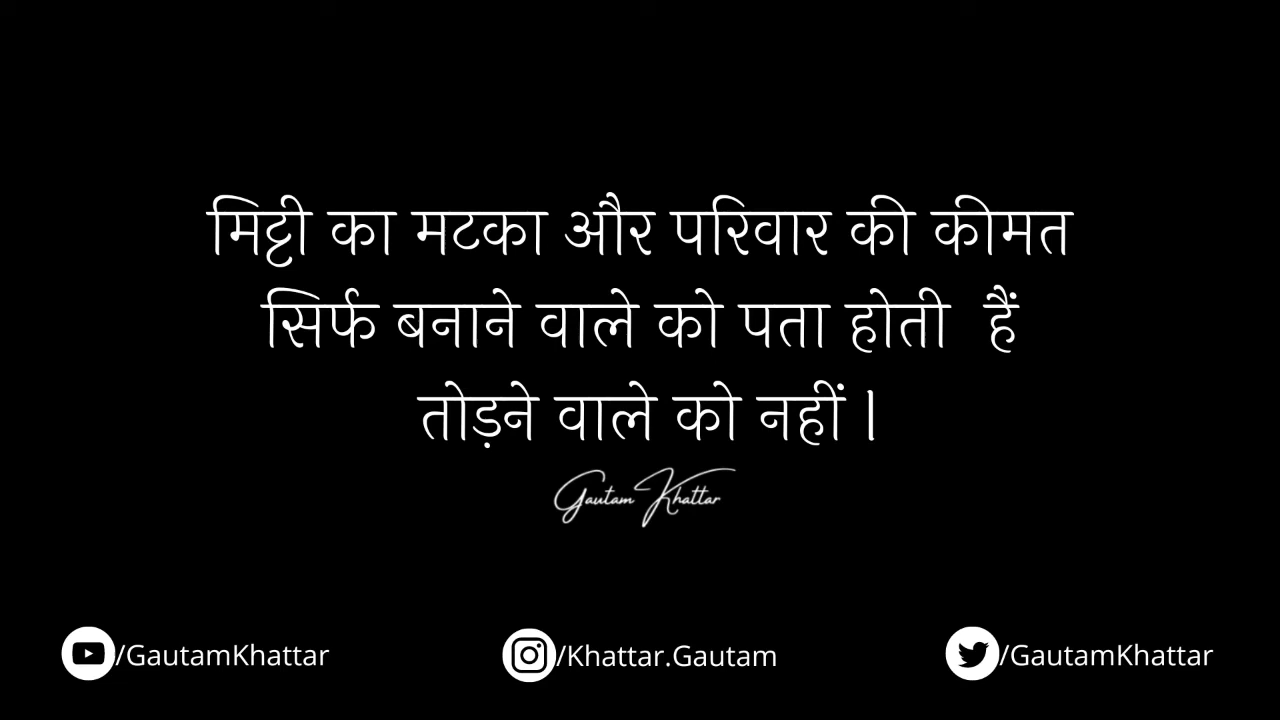 मिट्टी का मटका और परिवार की कीमत
सिर्फ बनाने वाले को पता होती हैं
तोड़ने वाले को नहीं।
Gautam Khattar
/GautamKhattar
/Khattar.Gautam
/GautamKhattar